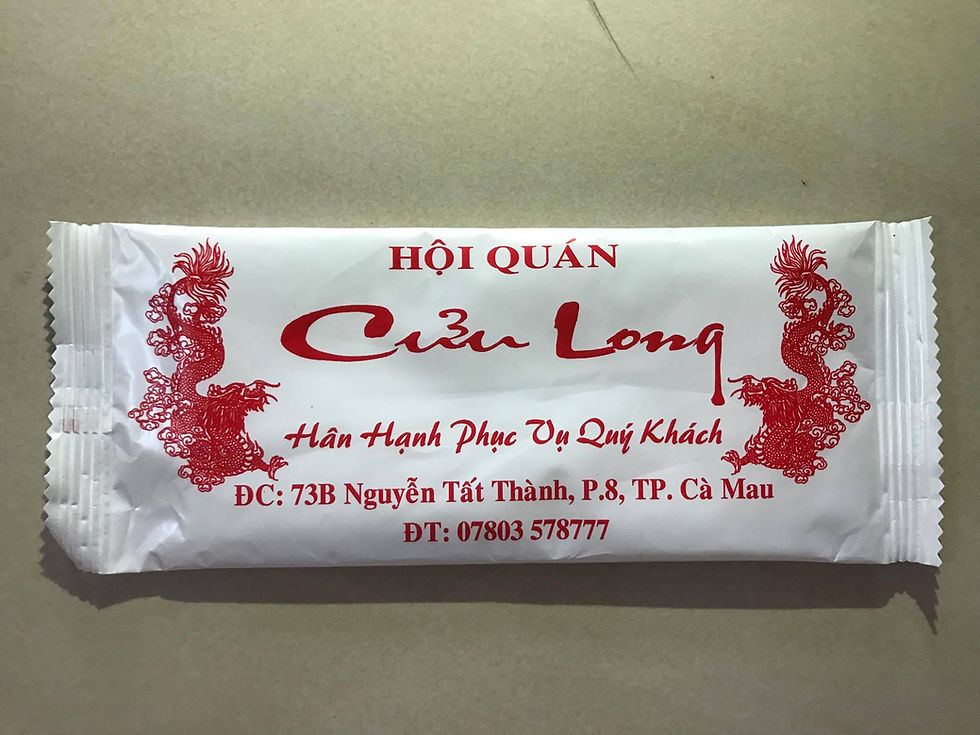 HỘI QUÁN
Cửu Long
Hân Hạnh Phục Vụ Quý Khách
ĐC: 73B Nguyễn Tất Thành, P.8, TP. Cà Mau
ĐT: 07803 578777